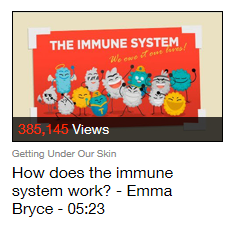 THE IMMUNE SYSTEM
We owe it our lives!
385,145 Views
Getting Under Our Skin
How does the immune
system work? - Emma
Bryce - 05:23